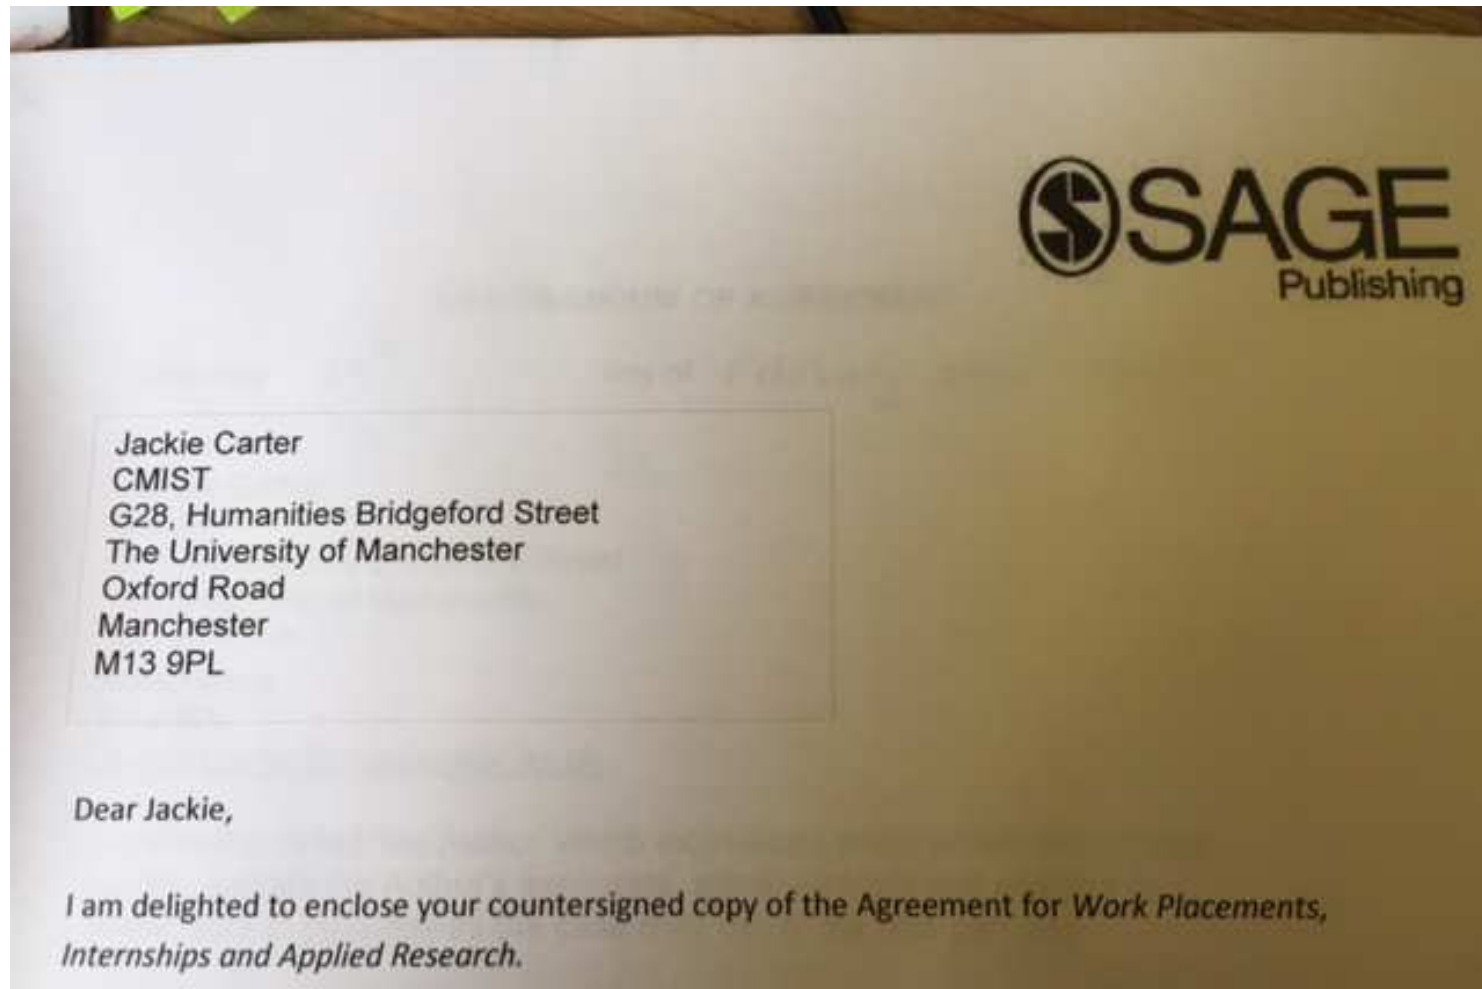 SAGE
Publishing
Jackie Carter
CMIST
G28, Humanities Bridgeford Street
The University of Manchester
Oxford Road
Manchester
M13 9PL
Dear Jackie,
I am delighted to enclose your countersigned copy of the Agreement for Work Placements,
Internships and Applied Research.